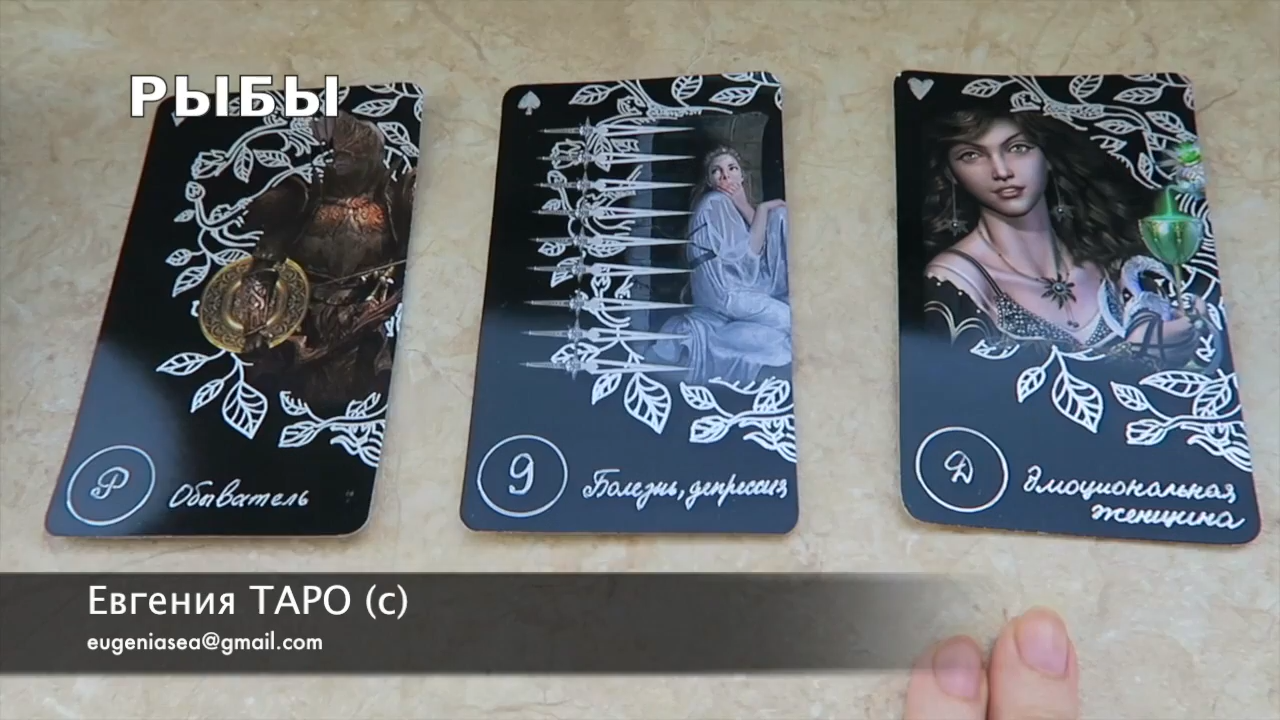 РЫБЫ
Р
Обыватель
9
Болезнь, депрессия
Д
Эмоциональная
женщина
Евгения ТАРО (c)
eugeniasea@gmail.com